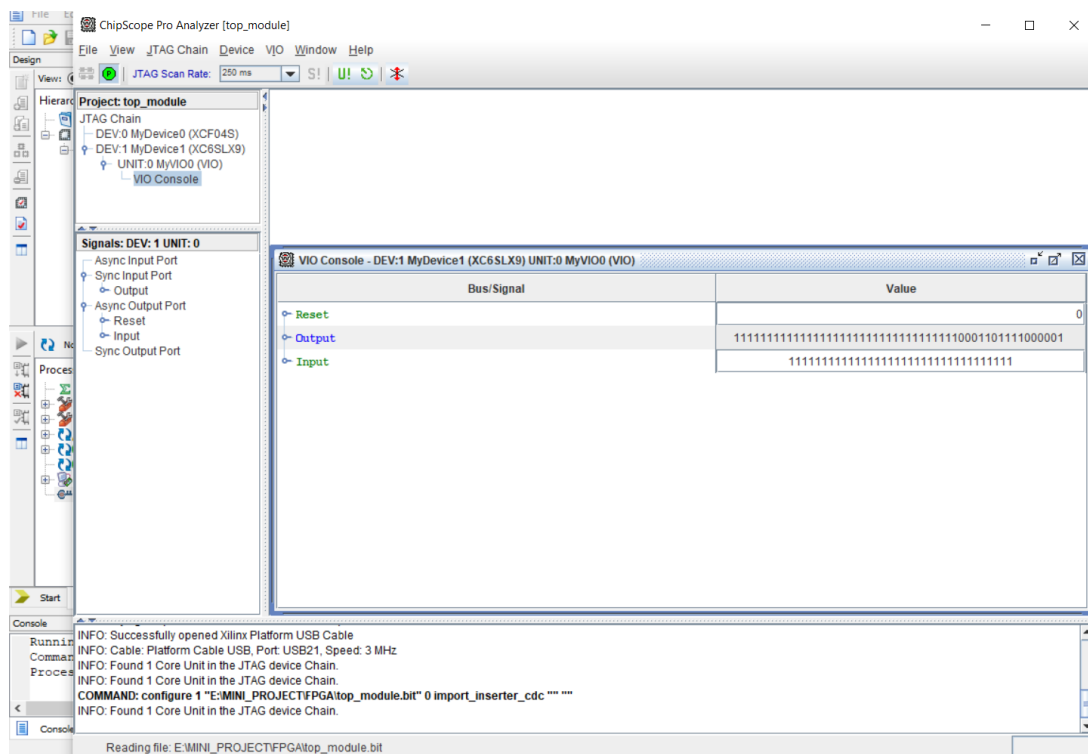 File
ChipScope Pro Analyzer [top_module]
File View JTAG Chain Device VIO Window Help
JTAG Scan Rate: 250 ms S! U!
Design
View:
Project: top_module
JTAG Chain
DEV:0 MyDevice0 (XCF04S)
DEV:1 MyDevice1 (XC6SLX9)
UNIT:0 MyVIO0 (VIO)
VIO Console
Signals: DEV: 1 UNIT: 0
Async Input Port
Sync Input Port
Output
Async Output Port
Reset
Input
Sync Output Port
VIO Console - DEV:1 MyDevice1 (XC6SLX9) UNIT:0 MyVIO0 (VIO)
Bus/Signal Value
Reset 0
Output
Input
Start
Console
INFO: Successfully opened Xilinx Platform USB Cable
INFO: Cable: Platform Cable USB, Port: USB21, Speed: 3 MHz
INFO: Found 1 Core Unit in the JTAG device Chain.
INFO: Found 1 Core Unit in the JTAG device Chain.
COMMAND: configure 1 "E:\MINI_PROJECT\FPGA\top_module.bit" 0 import_inserter_cdc "" ""
INFO: Found 1 Core Unit in the JTAG device Chain.
Console
Reading file: E:\MINI_PROJECT\FPGA\top_module.bit